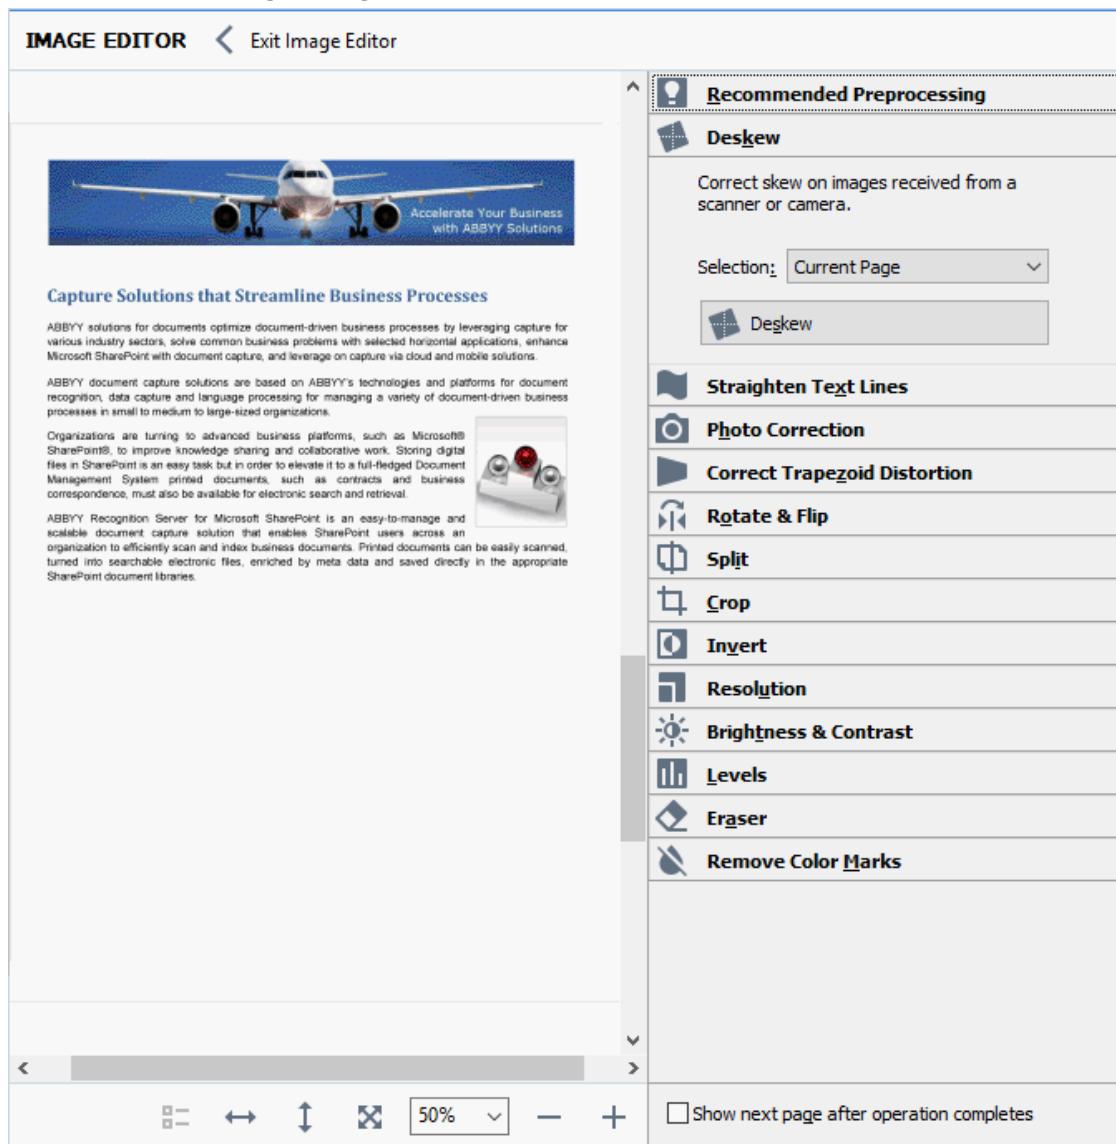 IMAGE EDITOR
Exit Image Editor
Accelerate Your Business
with ABBYY Solutions
Capture Solutions that Streamline Business Processes
ABBYY solutions for documents optimize document-driven business processes by leveraging capture for
various industry sectors, solve common business problems with selected horizontal applications, enhance
Microsoft SharePoint with document capture, and leverage on capture via cloud and mobile solutions.
ABBYY document capture solutions are based on ABBYY's technologies and platforms for document
recognition, data capture and language processing for managing a variety of document-driven business
processes in small to medium to large-sized organizations.
Organizations are turning to advanced business platforms, such as Microsoft®
SharePoint®, to improve knowledge sharing and collaborative work. Storing digital
files in SharePoint is an easy task but in order to elevate it to a full-fledged Document
Management System printed documents, such as contracts and business
correspondence, must also be available for electronic search and retrieval.
ABBYY Recognition Server for Microsoft SharePoint is an easy-to-manage and
scalable document capture solution that enables SharePoint users across an
organization to efficiently scan and index business documents. Printed documents can be easily scanned,
turned into searchable electronic files, enriched by meta data and saved directly in the appropriate
SharePoint document libraries.
50%
Recommended Preprocessing
Deskew
Correct skew on images received from a
scanner or camera.
Selection: Current Page
Deskew
Straighten Text Lines
Photo Correction
Correct Trapezoid Distortion
Rotate & Flip
Split
Crop
Invert
Resolution
Brightness & Contrast
Levels
Eraser
Remove Color Marks
Show next page after operation completes